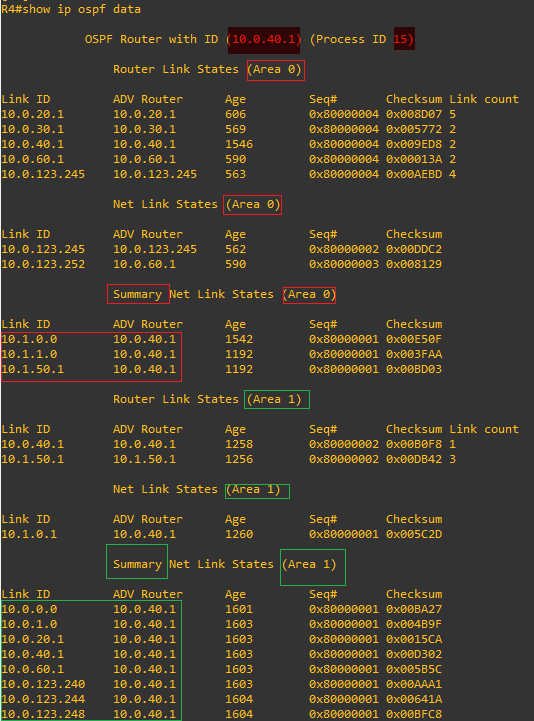 R4#show ip ospf data
OSPF Router with ID (10.0.40.1) (Process ID 15)
Router Link States (Area 0)
Link ID ADV Router Age Seq# Checksum Link count
10.0.20.1 10.0.20.1 606 0x80000004 0x008D07 5
10.0.30.1 10.0.30.1 569 0x80000004 0x005772 2
10.0.40.1 10.0.40.1 1546 0x80000004 0x009ED8 2
10.0.60.1 10.0.60.1 590 0x80000004 0x00013A 2
10.0.123.245 10.0.123.245 563 0x80000004 0x00AEBD 4
Net Link States (Area 0)
Link ID ADV Router Age Seq# Checksum
10.0.123.245 10.0.123.245 562 0x80000002 0x00DDC2
10.0.123.252 10.0.60.1 590 0x80000003 0x008129
Summary Net Link States (Area 0)
Link ID ADV Router Age Seq# Checksum
10.1.0.0 10.0.40.1 1542 0x80000001 0x00E50F
10.1.1.0 10.0.40.1 1192 0x80000001 0x003FAA
10.1.50.1 10.0.40.1 1192 0x80000001 0x00BD03
Router Link States (Area 1)
Link ID ADV Router Age Seq# Checksum Link count
10.0.40.1 10.0.40.1 1258 0x80000002 0x00B0F8 1
10.1.50.1 10.1.50.1 1256 0x80000002 0x00DB42 3
Net Link States (Area 1)
Link ID ADV Router Age Seq# Checksum
10.1.0.1 10.0.40.1 1260 0x80000001 0x005C2D
Summary Net Link States (Area 1)
Link ID ADV Router Age Seq# Checksum
10.0.0.0 10.0.40.1 1601 0x80000001 0x00BA27
10.0.1.0 10.0.40.1 1603 0x80000001 0x004B9F
10.0.20.1 10.0.40.1 1603 0x80000001 0x0015CA
10.0.40.1 10.0.40.1 1603 0x80000001 0x00D302
10.0.60.1 10.0.40.1 1603 0x80000001 0x005B5C
10.0.123.240 10.0.40.1 1603 0x80000001 0x00AAA1
10.0.123.244 10.0.40.1 1604 0x80000001 0x00641A
10.0.123.248 10.0.40.1 1604 0x80000001 0x00BFC8